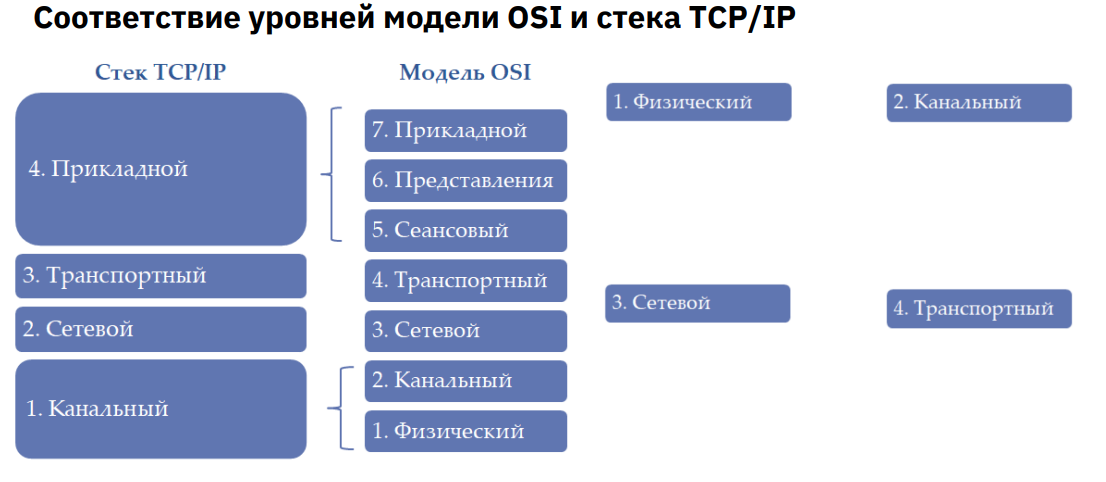 Соответствие уровней модели OSI и стека TCP/IP
Стек TCP/IP
4. Прикладной
3. Транспортный
2. Сетевой
1. Канальный
Модель OSI
7. Прикладной
6. Представления
5. Сеансовый
4. Транспортный
3. Сетевой
2. Канальный
1. Физический
1. Физический
2. Канальный
3. Сетевой
4. Транспортный